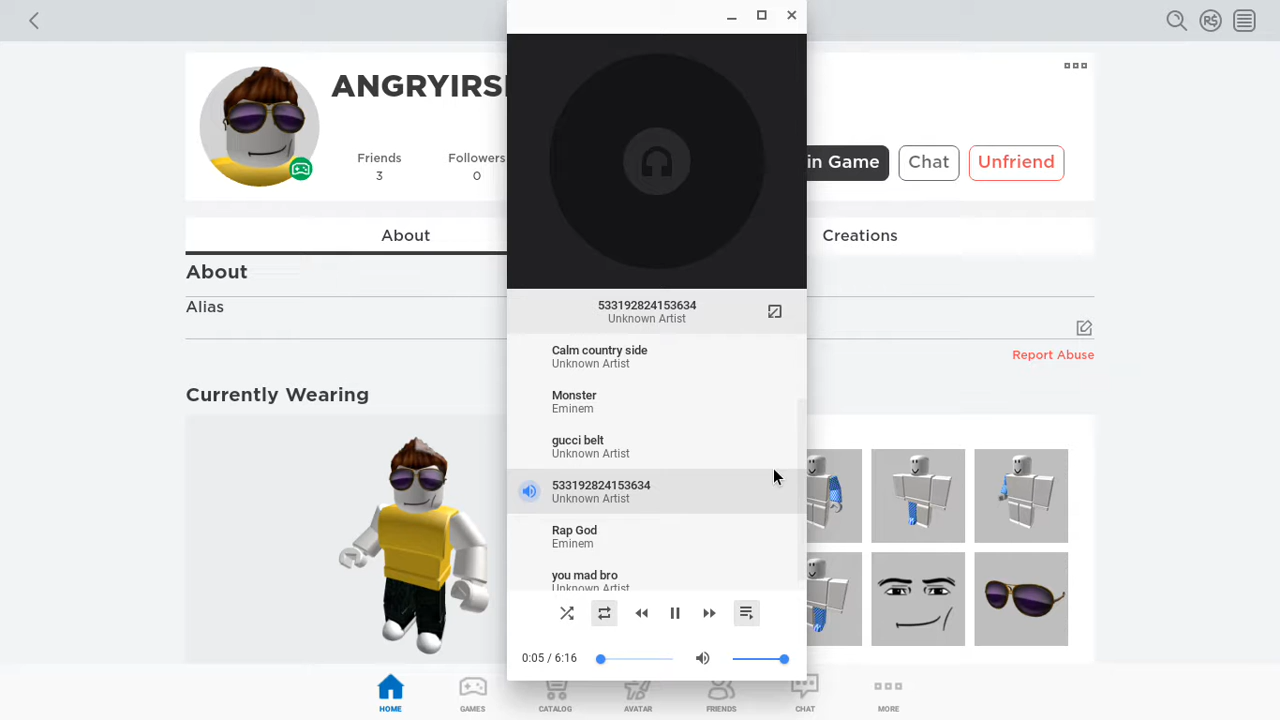 R$
ANGRYIRS
Friends
3
Followers
0
in Game
Chat
Unfriend
About
Creations
About
Alias
Report Abuse
Currently Wearing
533192824153634
Unknown Artist
Calm country side
Unknown Artist
Monster
Eminem
gucci belt
Unknown Artist
533192824153634
Unknown Artist
Rap God
Eminem
you mad bro
Unknown Artist
0:05 / 6:16
HOME
GAMES
CATALOG
AVATAR
FRIENDS
CHAT
MORE